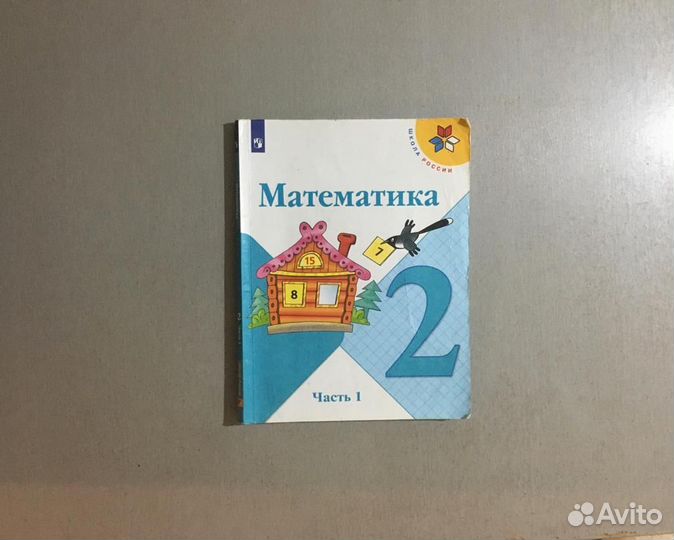 ШКОЛА РОССИИ
Математика
15
7
8
2
Часть 1
Avito